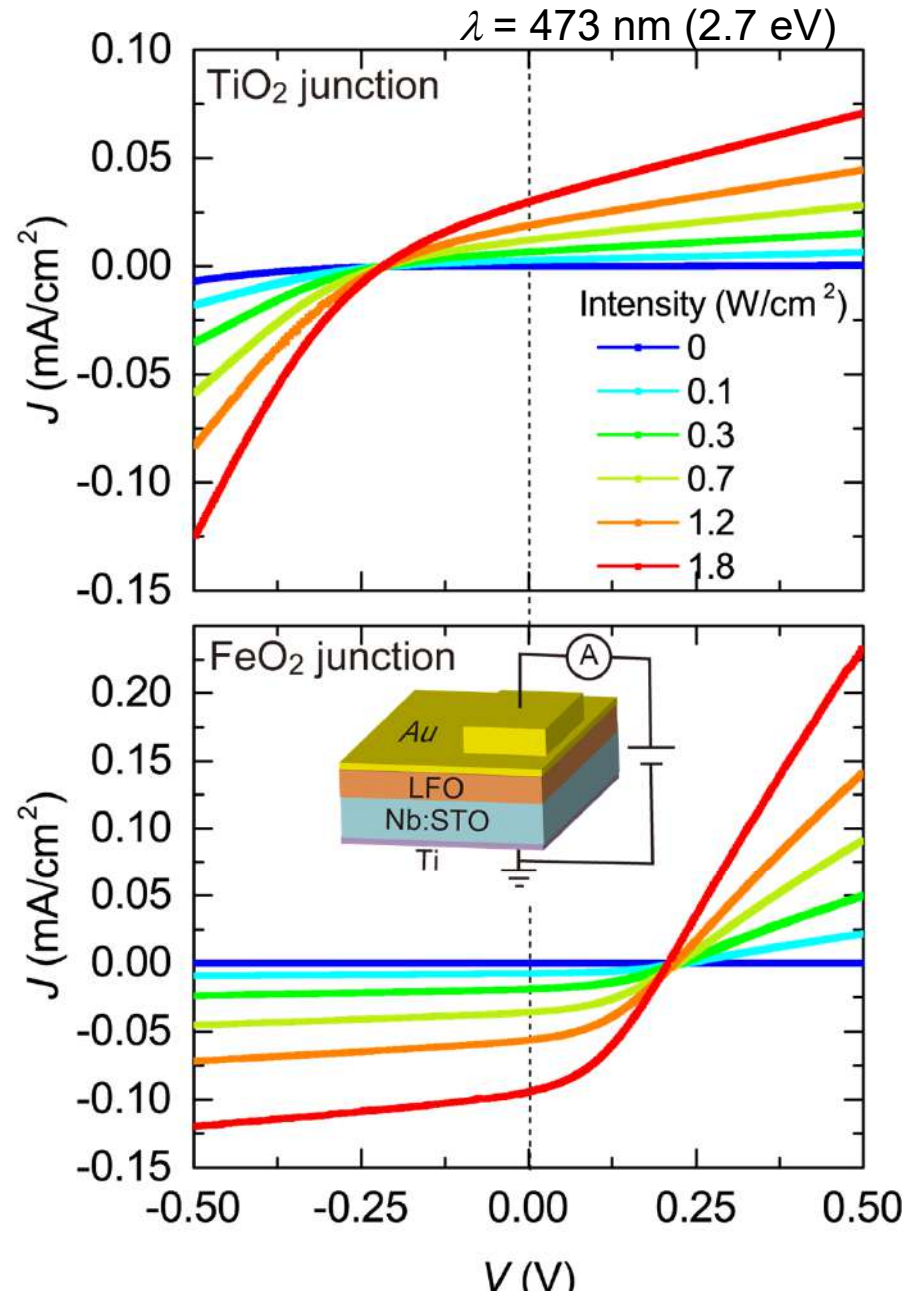 λ = 473 nm (2.7 eV)
TiO₂ junction
0.10
0.05
0.00
-0.05
-0.10
-0.15
J (mA/cm²)
Intensity (W/cm²)
0
0.1
0.3
0.7
1.2
1.8
FeO₂ junction
A
Au
LFO
Nb:STO
Ti
0.20
0.15
0.10
0.05
0.00
-0.05
-0.10
-0.15
J (mA/cm²)
-0.50 -0.25 0.00 0.25 0.50
V (V)